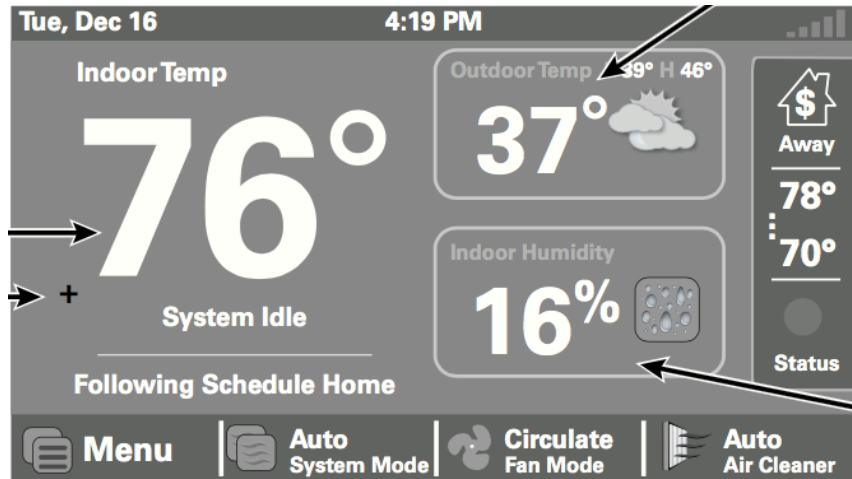 Tue, Dec 16
4:19 PM
Indoor Temp
76°
+
System Idle
Following Schedule Home
Outdoor Temp 39° H 46°
37°
Indoor Humidity
16%
$
Away
78°
70°
Status
Menu
Auto
System Mode
Circulate
Fan Mode
Auto
Air Cleaner